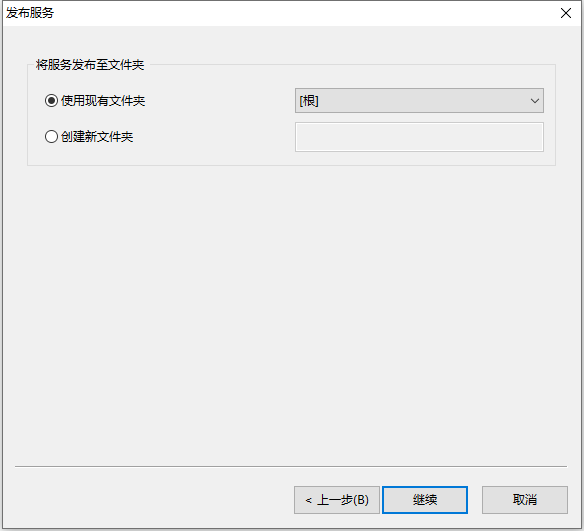 发布服务
将服务发布至文件夹
使用现有文件夹
[根]
创建新文件夹
< 上一步(B)
继续
取消